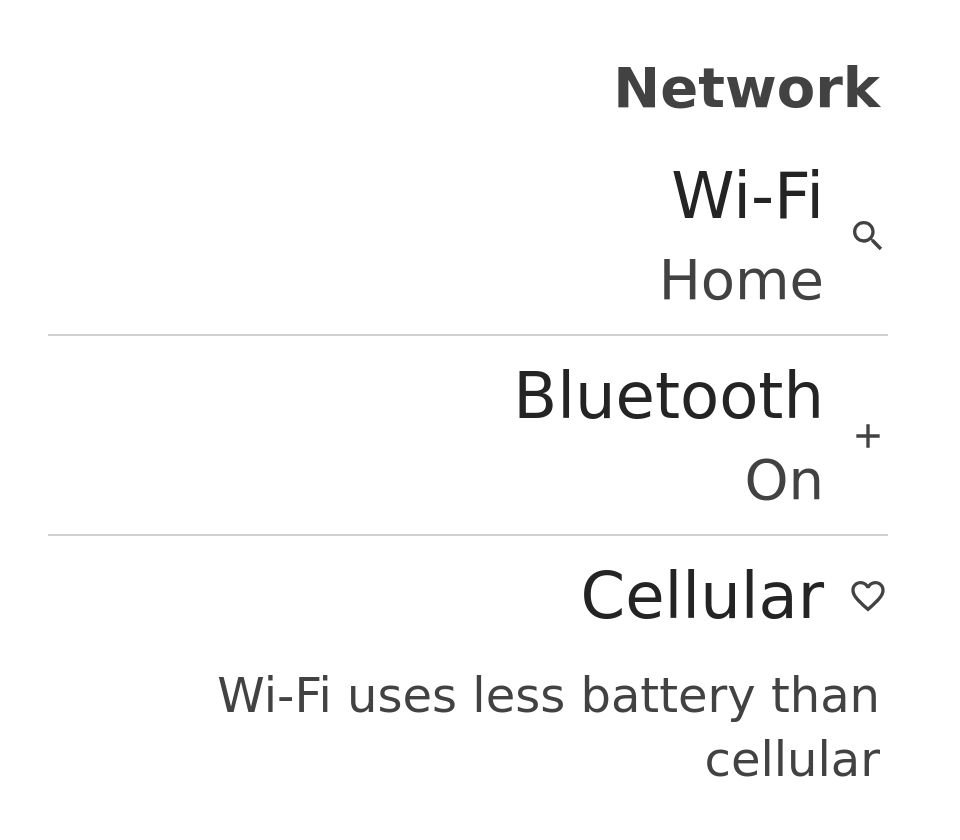 Network
Wi-Fi
Home
Bluetooth
On
Cellular
Wi-Fi uses less battery than
cellular